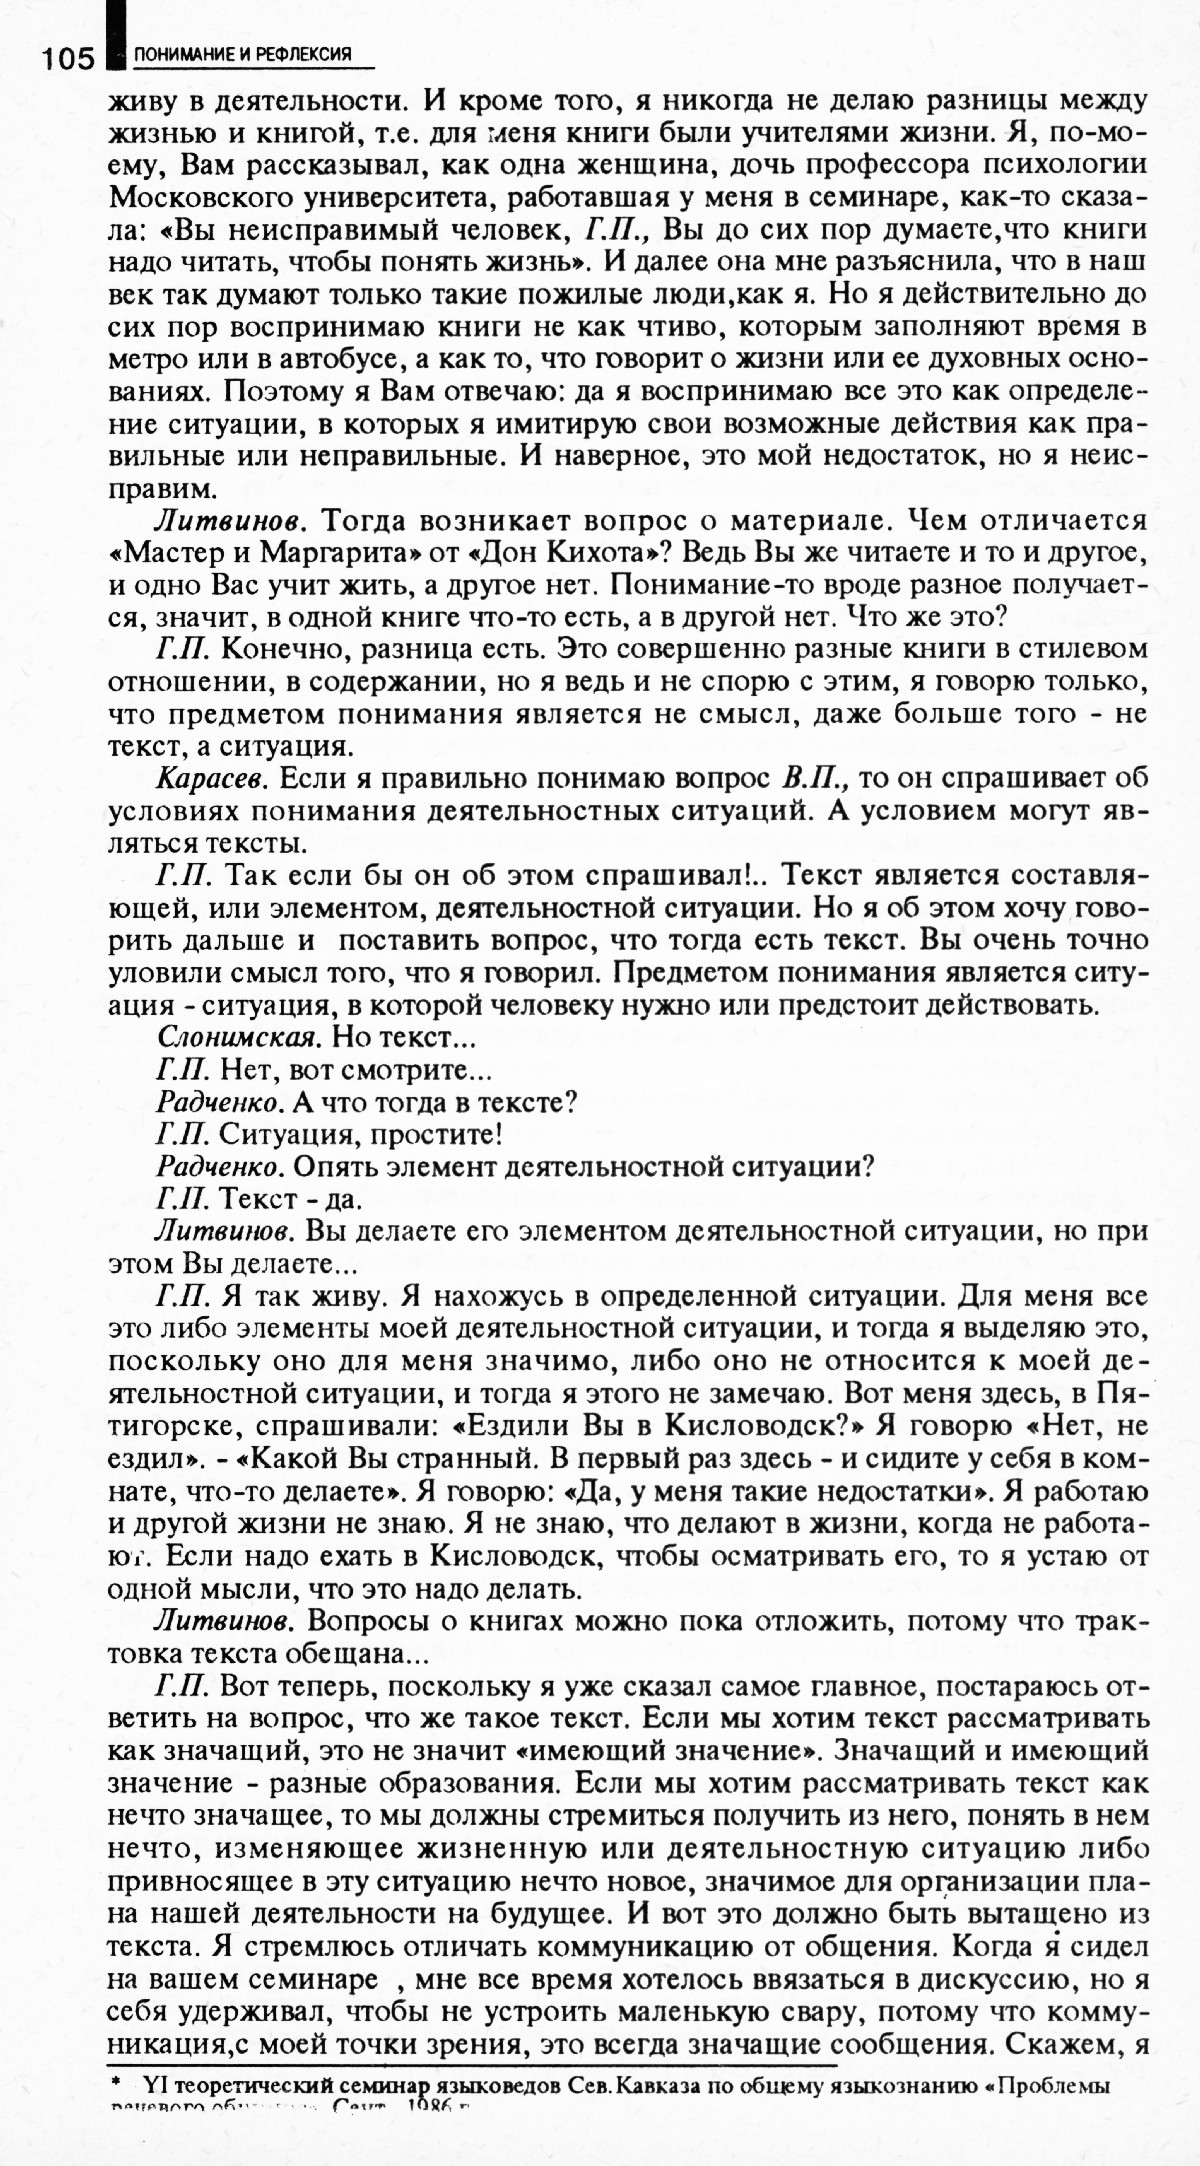 105 ПОНИМАНИЕ И РЕФЛЕКСИЯ
живу в деятельности. И кроме того, я никогда не делаю разницы между
жизнью и книгой, т.е. для меня книги были учителями жизни. Я, по-мо-
ему, Вам рассказывал, как одна женщина, дочь профессора психологии
Московского университета, работавшая у меня в семинаре, как-то сказа-
ла: «Вы неисправимый человек, Г.П., Вы до сих пор думаете,что книги
надо читать, чтобы понять жизнь». И далее она мне разъяснила, что в наш
век так думают только такие пожилые люди,как я. Но я действительно до
сих пор воспринимаю книги не как чтиво, которым заполняют время в
метро или в автобусе, а как то, что говорит о жизни или ее духовных осно-
ваниях. Поэтому я Вам отвечаю: да я воспринимаю все это как определе-
ние ситуации, в которых я имитирую свои возможные действия как пра-
вильные или неправильные. И наверное, это мой недостаток, но я неис-
правим.
Литвинов. Тогда возникает вопрос о материале. Чем отличается
«Мастер и Маргарита» от «Дон Кихота»? Ведь Вы же читаете и то и другое,
и одно Вас учит жить, а другое нет. Понимание-то вроде разное получает-
ся, значит, в одной книге что-то есть, а в другой нет. Что же это?
Г.П. Конечно, разница есть. Это совершенно разные книги в стилевом
отношении, в содержании, но я ведь и не спорю с этим, я говорю только,
что предметом понимания является не смысл, даже больше того - не
текст, а ситуация.
Карасев. Если я правильно понимаю вопрос В.П., то он спрашивает об
условиях понимания деятельностных ситуаций. А условием могут яв-
ляться тексты.
Г.П. Так если бы он об этом спрашивал!.. Текст является составля-
ющей, или элементом, деятельностной ситуации. Но я об этом хочу гово-
рить дальше и поставить вопрос, что тогда есть текст. Вы очень точно
уловили смысл того, что я говорил. Предметом понимания является ситу-
ация - ситуация, в которой человеку нужно или предстоит действовать.
Слонимская. Но текст...
Г.П. Нет, вот смотрите...
Радченко. А что тогда в тексте?
Г.П. Ситуация, простите!
Радченко. Опять элемент деятельностной ситуации?
Г.П. Текст - да.
Литвинов. Вы делаете его элементом деятельностной ситуации, но при
этом Вы делаете...
Г.П. Я так живу. Я нахожусь в определенной ситуации. Для меня все
это либо элементы моей деятельностной ситуации, и тогда я выделяю это,
поскольку оно для меня значимо, либо оно не относится к моей де-
ятельностной ситуации, и тогда я этого не замечаю. Вот меня здесь, в Пя-
тигорске, спрашивали: «Ездили Вы в Кисловодск?» Я говорю «Нет, не
ездил». - «Какой Вы странный. В первый раз здесь - и сидите у себя в ком-
нате, что-то делаете». Я говорю: «Да, у меня такие недостатки». Я работаю
и другой жизни не знаю. Я не знаю, что делают в жизни, когда не работа-
ют. Если надо ехать в Кисловодск, чтобы осматривать его, то я устаю от
одной мысли, что это надо делать.
Литвинов. Вопросы о книгах можно пока отложить, потому что трак-
товка текста обещана...
Г.П. Вот теперь, поскольку я уже сказал самое главное, постараюсь от-
ветить на вопрос, что же такое текст. Если мы хотим текст рассматривать
как значащий, это не значит «имеющий значение». Значащий и имеющий
значение - разные образования. Если мы хотим рассматривать текст как
нечто значащее, то мы должны стремиться получить из него, понять в нем
нечто, изменяющее жизненную или деятельностную ситуацию либо
привносящее в эту ситуацию нечто новое, значимое для организации пла-
на нашей деятельности на будущее. И вот это должно быть вытащено из
текста. Я стремлюсь отличать коммуникацию от общения. Когда я сидел
на вашем семинаре , мне все время хотелось ввязаться в дискуссию, но я
себя удерживал, чтобы не устроить маленькую свару, потому что комму-
никация,с моей точки зрения, это всегда значащие сообщения. Скажем, я
* YI теоретический семинар языковедов Сев.Кавказа по общему языкознанию «Проблемы
речевого 1986 г.